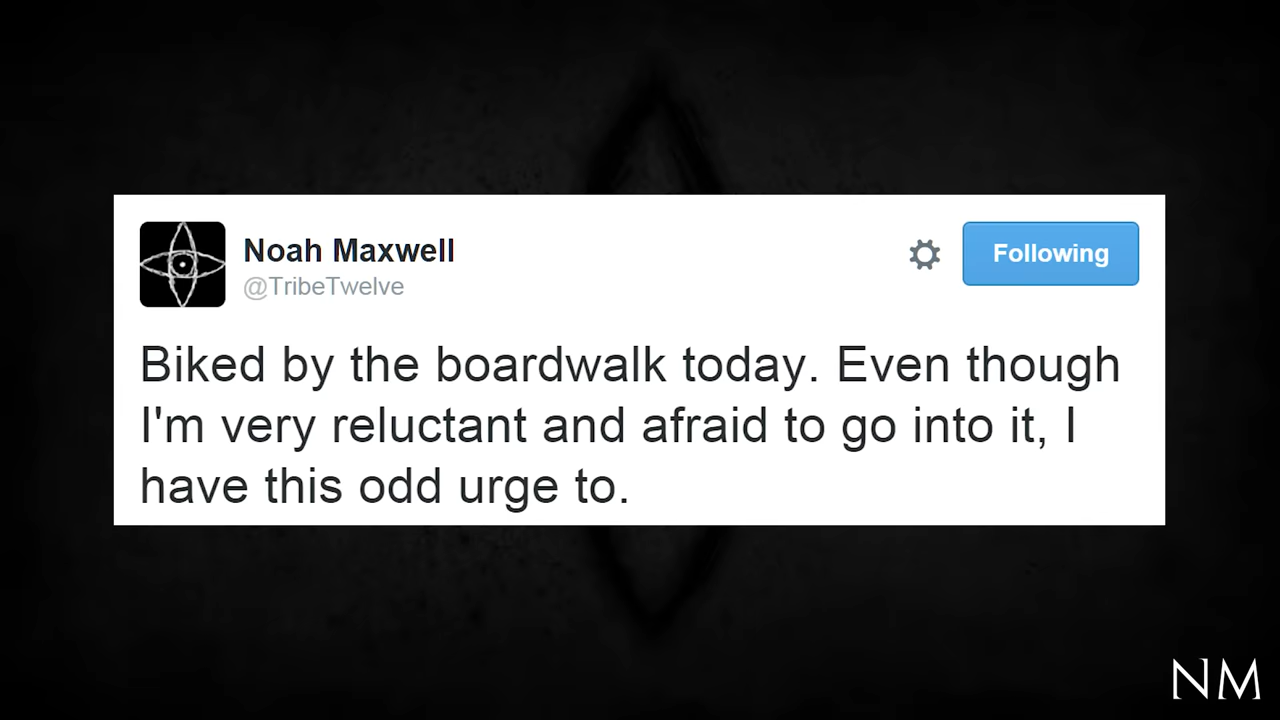 Noah Maxwell
@TribeTwelve
Following
Biked by the boardwalk today. Even though
I'm very reluctant and afraid to go into it, I
have this odd urge to.
NM